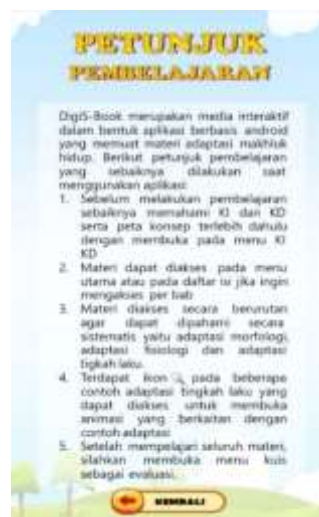 PETUNJUK
PEMBELAJARAN
DigiS-Book merupakan media interaktif
dalam bentuk aplikasi berbasis android
yang memuat materi adaptasi makhluk
hidup. Berikut petunjuk pembelajaran
yang sebaiknya dilakukan saat
menggunakan aplikasi:
1. Sebelum melakukan pembelajaran
sebaiknya memahami KI dan KD
serta peta konsep terlebih dahulu
dengan membuka pada menu KI
KD
2. Materi dapat diakses pada menu
utama atau pada daftar isi jika ingin
mengakses per bab
3. Materi diakses secara berurutan
agar dapat dipahami secara
sistematis yaitu adaptasi morfologi,
adaptasi fisiologi dan adaptasi
tigkah laku.
4. Terdapat ikon pada beberapa
contoh adaptasi tingkah laku yang
dapat diakses untuk membuka
animasi yang berkaitan dengan
contoh adaptasi
5. Setelah mempelajari seluruh materi,
silahkan membuka menu kuis
sebagai evaluasi.
KEMBALI